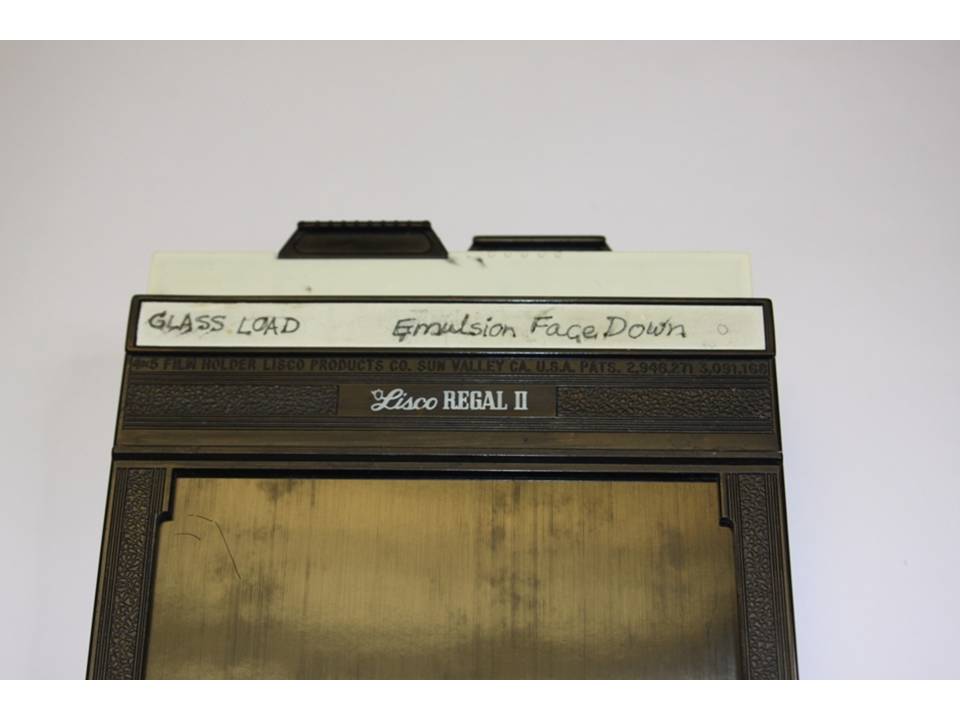 GLASS LOAD Emulsion Face Down
4x5 FILM HOLDER LISCO PRODUCTS CO. SUN VALLEY CA. U.S.A. PATS. 2,946,271 3,091,168
Lisco REGAL II